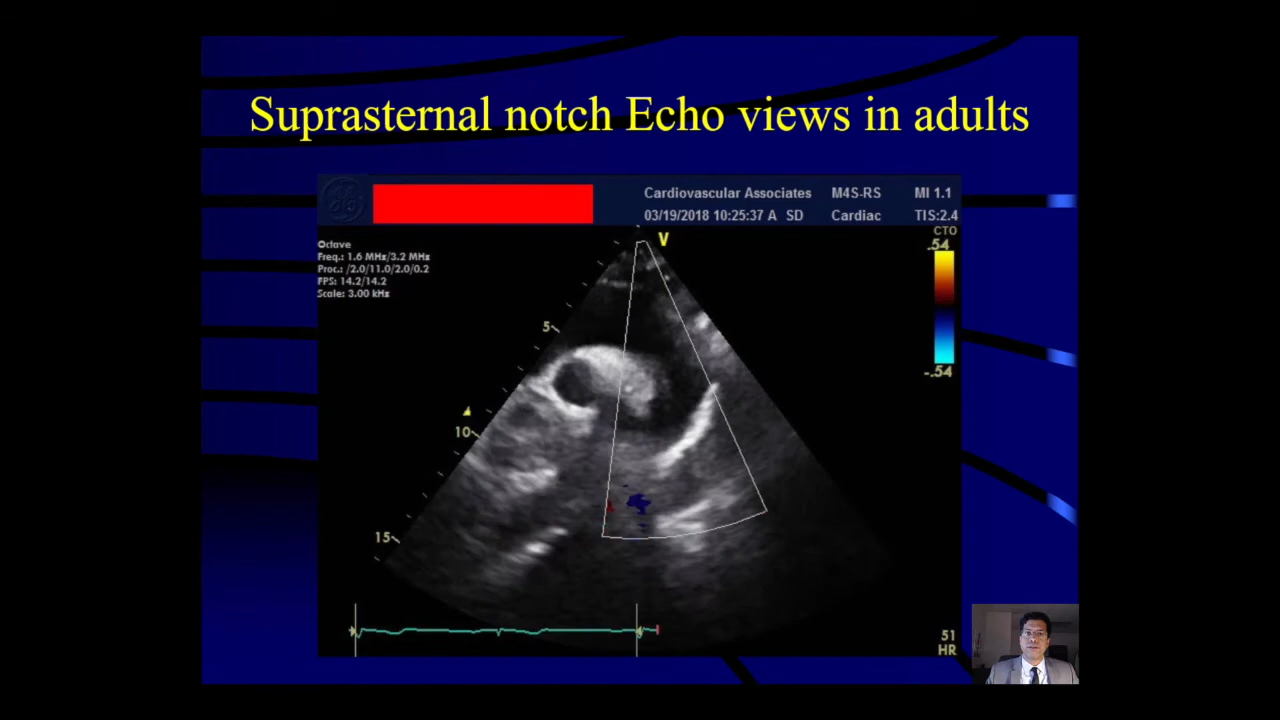 Suprasternal notch Echo views in adults
Cardiovascular Associates M4S-RS MI 1.1
03/19/2018 10:25:37 A SD Cardiac TIS:2.4
CTO
.54
V
Octave
Freq.: 1.6 MHz/3.2 MHz
Proc.: /2.0/11.0/2.0/0.2
FPS: 14.2/14.2
Scale: 3.00 kHz
5
-.54
10
15
51
HR